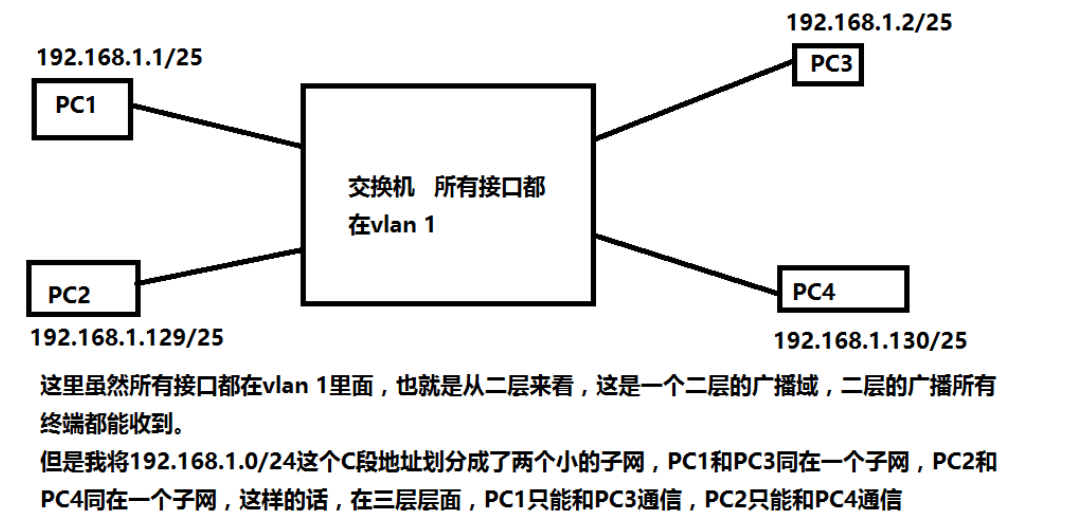 192.168.1.2/25
192.168.1.1/25
PC3
PC1
交换机 所有接口都
在vlan 1
PC2
PC4
192.168.1.129/25
192.168.1.130/25
这里虽然所有接口都在vlan 1里面，也就是从二层来看，这是一个二层的广播域，二层的广播所有
终端都能收到。
但是我将192.168.1.0/24这个C段地址划分成了两个小的子网，PC1和PC3同在一个子网，PC2和
PC4同在一个子网，这样的话，在三层层面，PC1只能和PC3通信，PC2只能和PC4通信